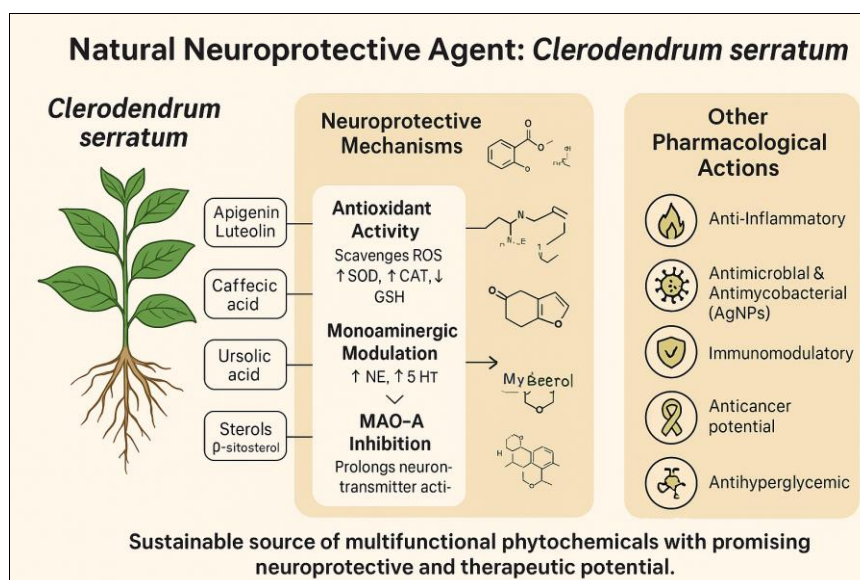 Natural Neuroprotective Agent: Clerodendrum serratum
Clerodendrum
serratum
Apigenin
Luteolin
Caffecic
acid
Ursolic
acid
Sterols
β-sitosterol
Neuroprotective
Mechanisms
Antioxidant
Activity
Scavenges ROS
↑SOD, ↑CAT,↓
GSH
Monoaminergic
Modulation
↑ NE, ↑ 5 HT
MAO-A
Inhibition
Prolongs neuron-
transmitter acti-
O
O
O
N
O
O
MyBeerol
O
H
O
Other
Pharmacological
Actions
Anti-Inflammatory
Antimicrobial &
Antimycobacterial
(AgNPs)
Immunomodulatory
Anticancer
potential
Antihyperglycemic
Sustainable source of multifunctional phytochemicals with promising
neuroprotective and therapeutic potential.